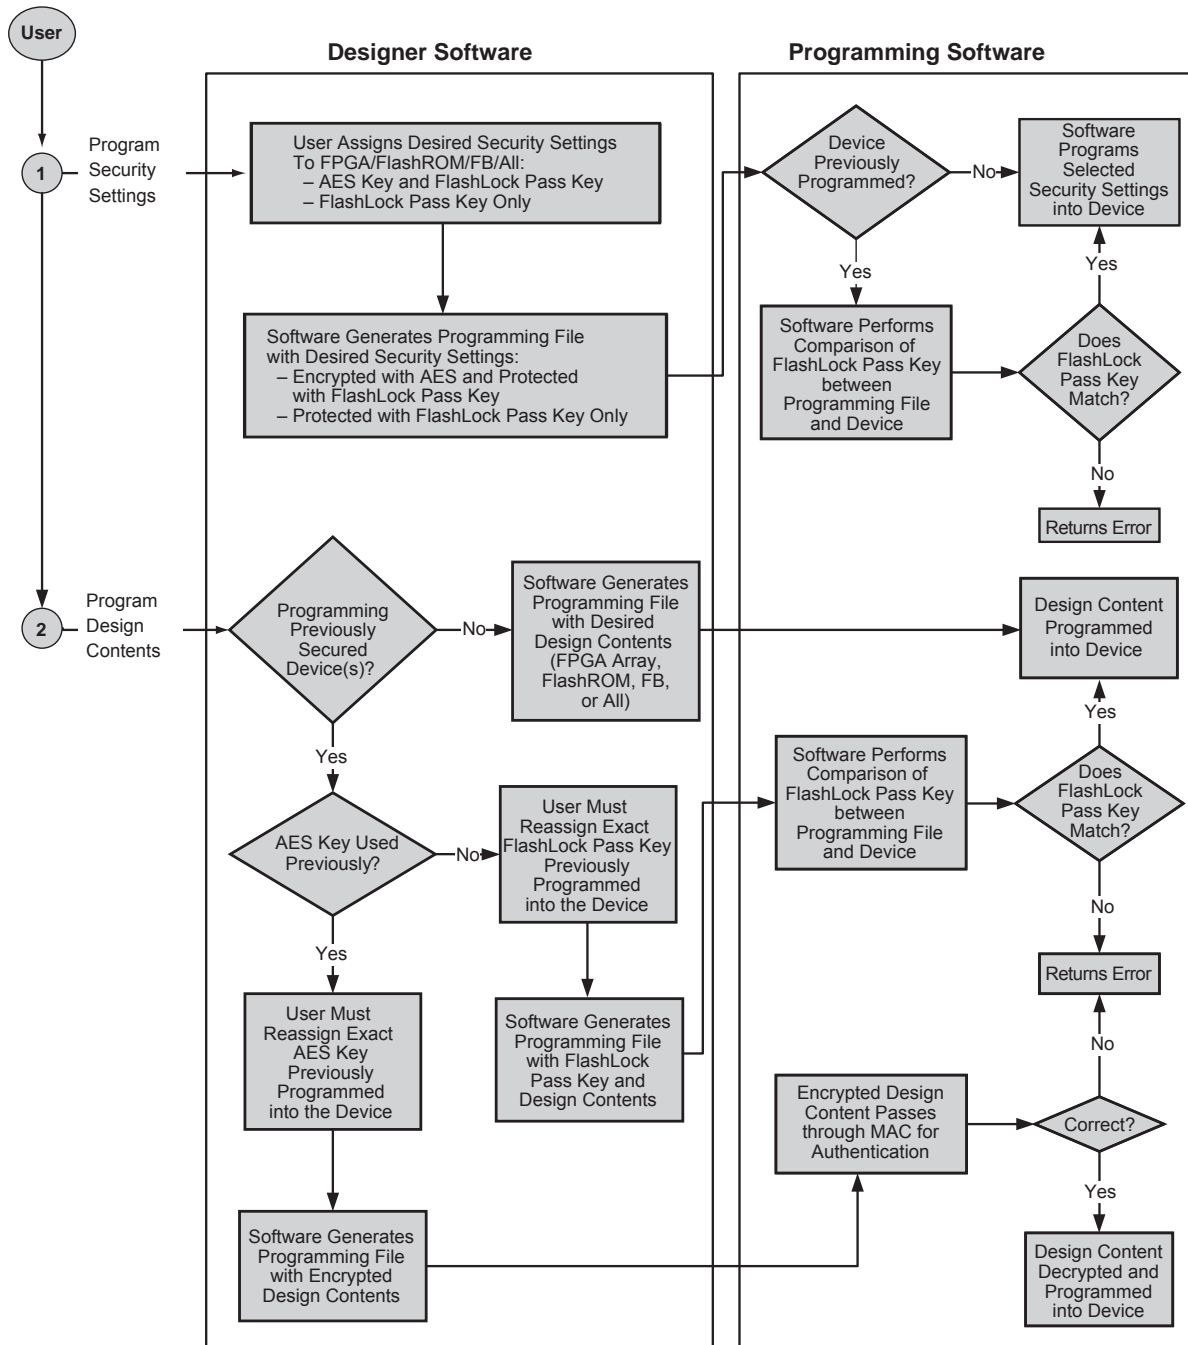 User
Designer Software
Programming Software
1
Program
Security
Settings
User Assigns Desired Security Settings
To FPGA/FlashROM/FB/All:
– AES Key and FlashLock Pass Key
– FlashLock Pass Key Only
Software Generates Programming File
with Desired Security Settings:
– Encrypted with AES and Protected
with FlashLock Pass Key
– Protected with FlashLock Pass Key Only
Device
Previously
Programmed?
No
Software
Programs
Selected
Security Settings
into Device
Yes
Yes
Software Performs
Comparison of
FlashLock Pass Key
between
Programming File
and Device
Does
FlashLock
Pass Key
Match?
No
Returns Error
2
Program
Design
Contents
Programming
Previously
Secured
Device(s)?
No
Software Generates
Programming File
with Desired
Design Contents
(FPGA Array,
FlashROM, FB,
or All)
Design Content
Programmed
into Device
Yes
Yes
AES Key Used
Previously?
No
User Must
Reassign Exact
FlashLock Pass Key
Previously
Programmed
into the Device
Software Performs
Comparison of
FlashLock Pass Key
between
Programming File
and Device
Does
FlashLock
Pass Key
Match?
No
Returns Error
Yes
User Must
Reassign Exact
AES Key
Previously
Programmed
into the Device
Software Generates
Programming File
with FlashLock
Pass Key and
Design Contents
No
Encrypted Design
Content Passes
through MAC for
Authentication
Correct?
Yes
Software Generates
Programming File
with Encrypted
Design Contents
Design Content
Decrypted and
Programmed
into Device